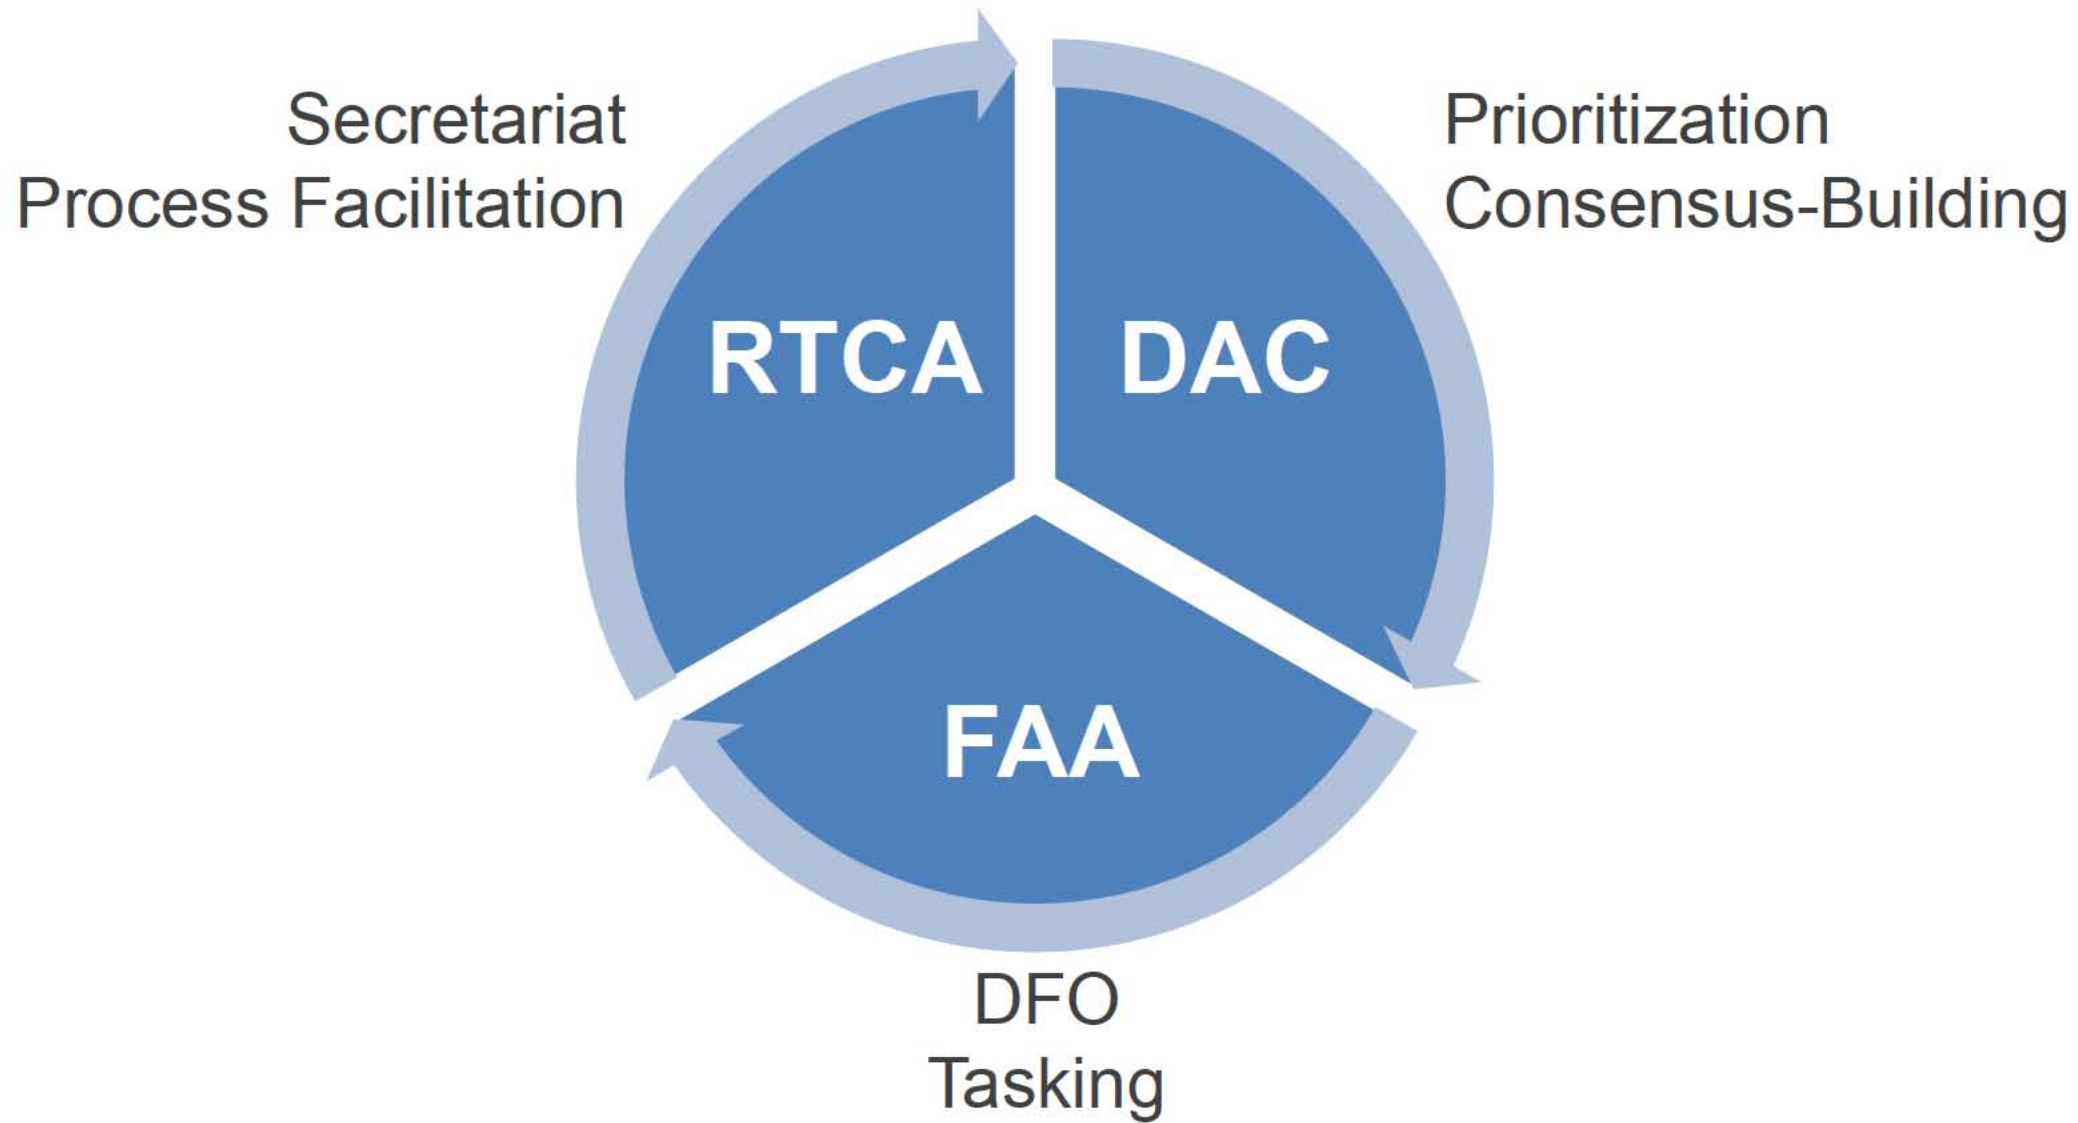 Secretariat
Process Facilitation
Prioritization
Consensus-Building
RTCA
DAC
FAA
DFO
Tasking